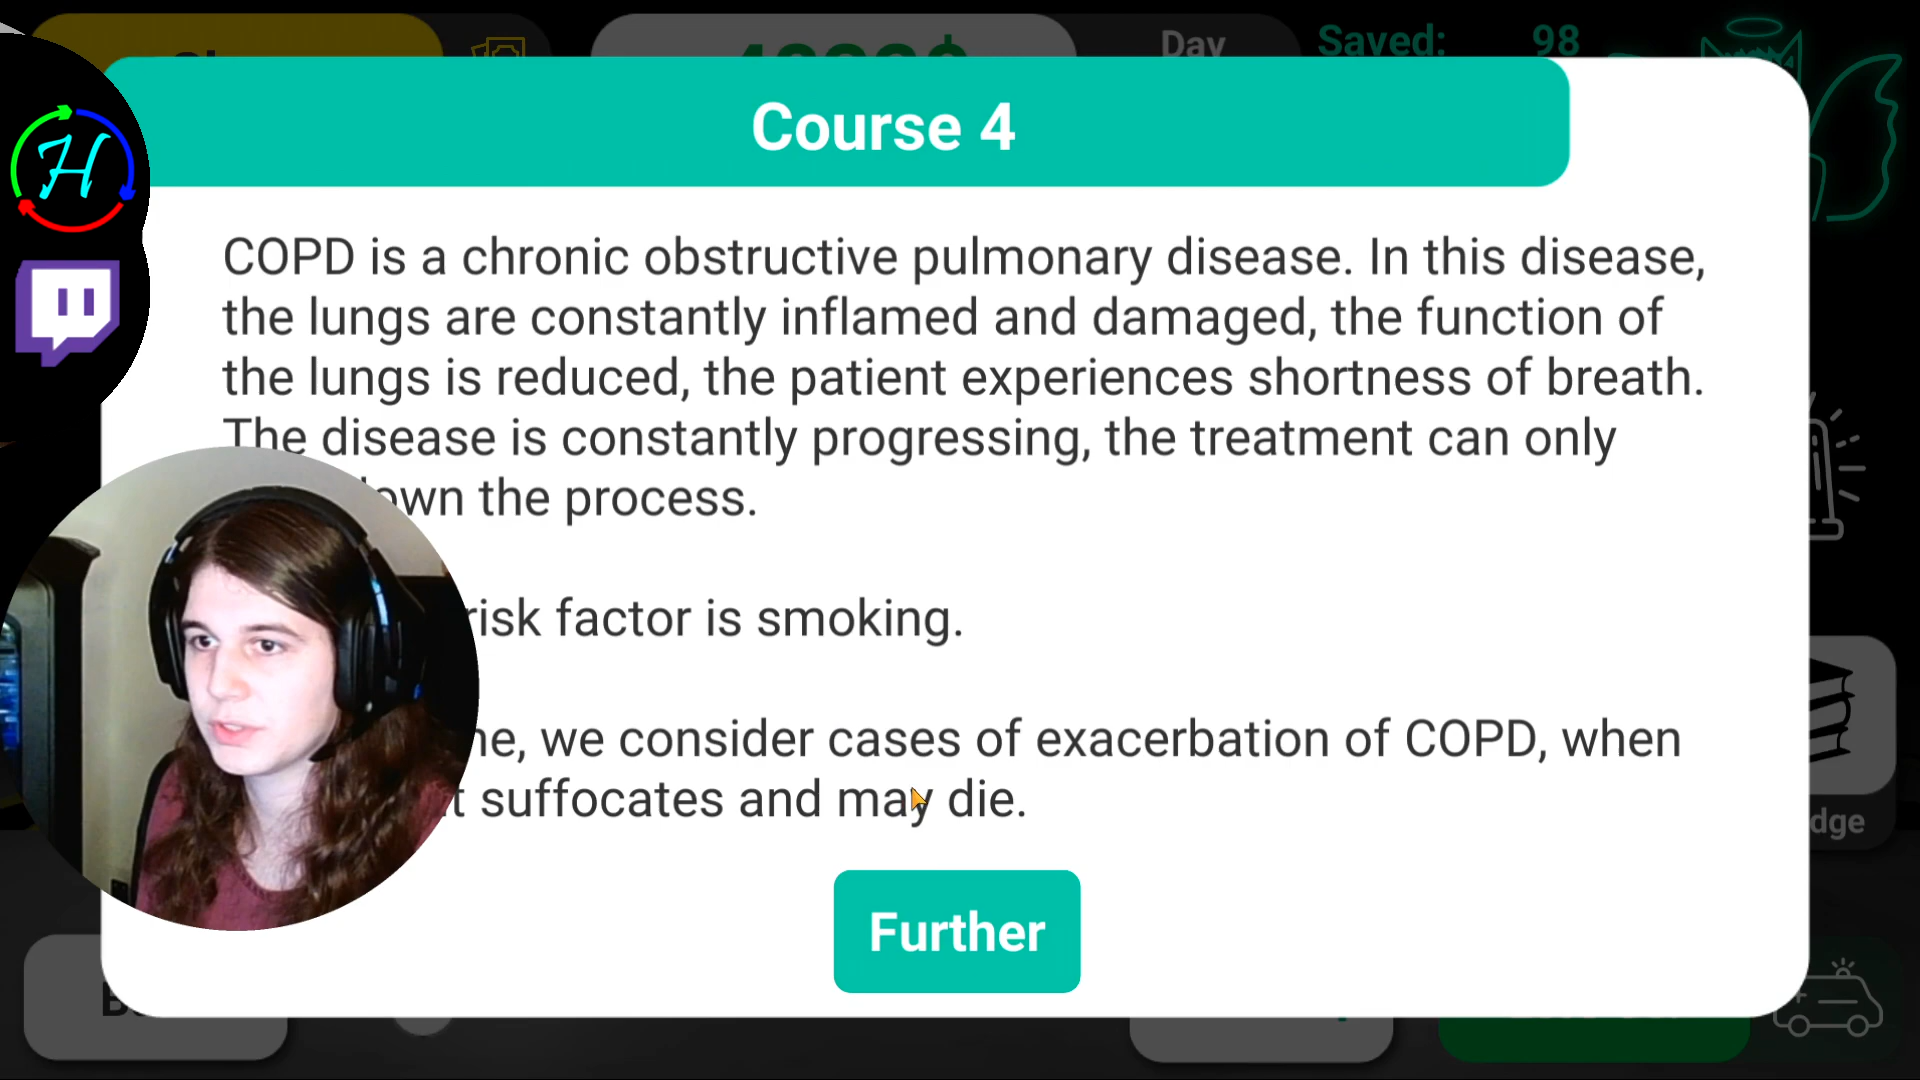 Day
Saved: 98
Course 4
H
COPD is a chronic obstructive pulmonary disease. In this disease,
the lungs are constantly inflamed and damaged, the function of
the lungs is reduced, the patient experiences shortness of breath.
The disease is constantly progressing, the treatment can only
the process.
risk factor is smoking.
we consider cases of exacerbation of COPD, when
suffocates and may die.
Further